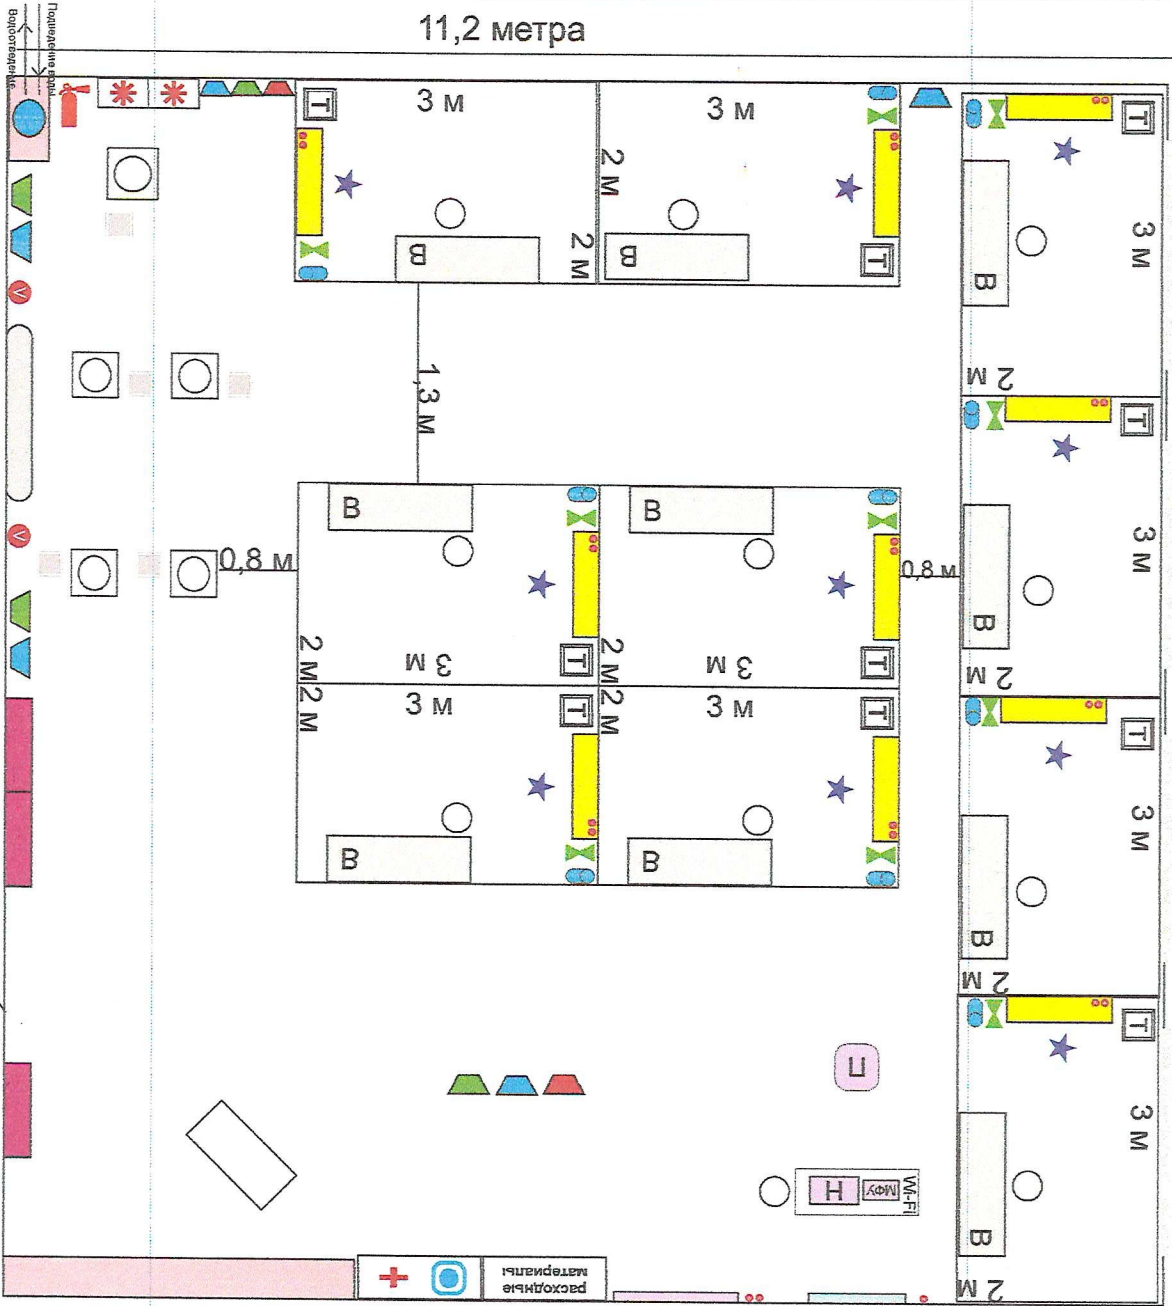 11,2 метра
Подведение воды
Водоотведение
Т
3 м
3 м
Т
2 м
3 м
В
2 м
В
Т
В
2 м
V
1,3 м
Т
3 м
В
2 м
В
В
V
0,8 м
0,8 м
2 м
3 м
Т
2 м
3 м
Т
2 м
3 м
Т
2 м
3 м
Т
Т
3 м
В
2 м
В
В
Т
3 м
В
2 м
П
Н
МФУ
Wi-Fi
расходные
материалы